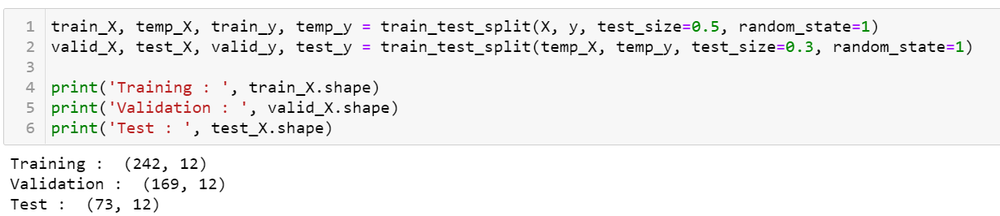 1 train_X, temp_X, train_y, temp_y = train_test_split(X, y, test_size=0.5, random_state=1)
2 valid_X, test_X, valid_y, test_y = train_test_split(temp_X, temp_y, test_size=0.3, random_state=1)
3
4 print('Training : ', train_X.shape)
5 print('Validation : ', valid_X.shape)
6 print('Test : ', test_X.shape)
Training :  (242, 12)
Validation :  (169, 12)
Test :  (73, 12)